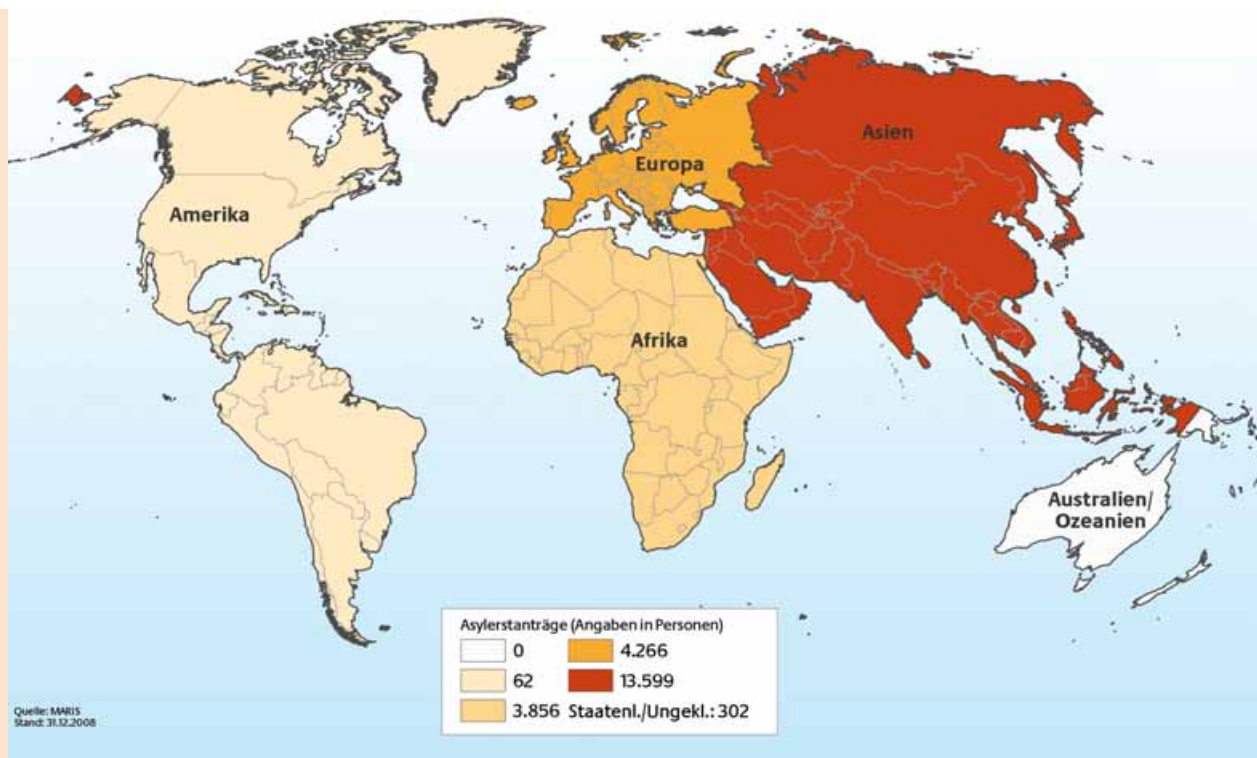 Asien
Europa
Amerika
Afrika
Australien/
Ozeanien
Asylerstanträge (Angaben in Personen)
0
4.266
62
13.599
3.856 Staatenl./Ungekl.: 302
Quelle: MARIS
Stand: 31.12.2008